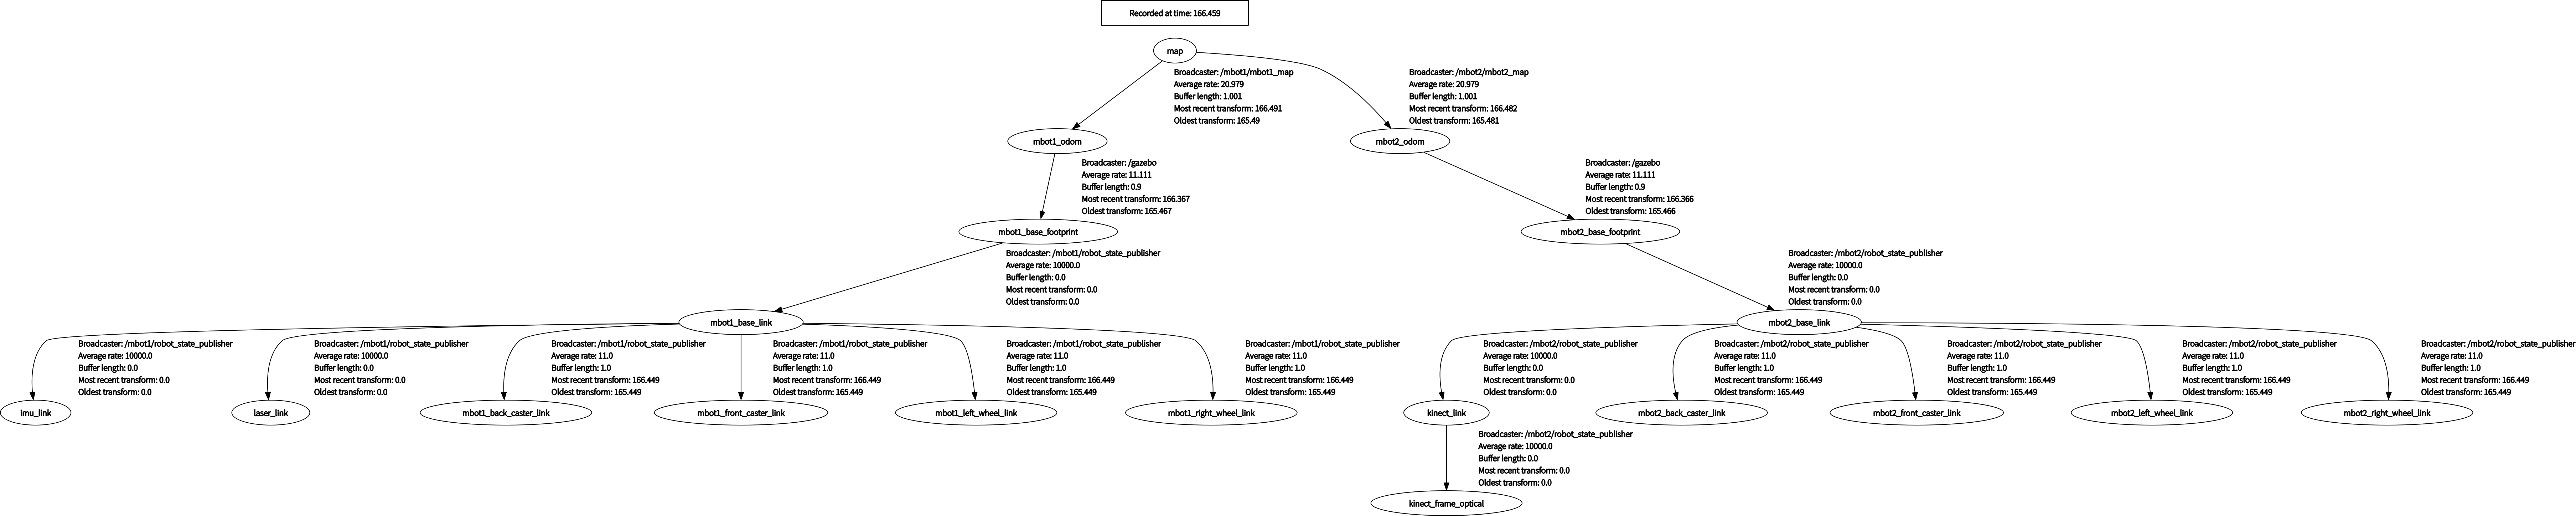 Recorded at time: 166.459
map
Broadcaster: /mbot1/mbot1_map
Average rate: 20.979
Buffer length: 1.001
Most recent transform: 166.491
Oldest transform: 165.49
Broadcaster: /mbot2/mbot2_map
Average rate: 20.979
Buffer length: 1.001
Most recent transform: 166.482
Oldest transform: 165.481
mbot1_odom
mbot2_odom
Broadcaster: /gazebo
Average rate: 11.111
Buffer length: 0.9
Most recent transform: 166.367
Oldest transform: 165.467
Broadcaster: /gazebo
Average rate: 11.111
Buffer length: 0.9
Most recent transform: 166.366
Oldest transform: 165.466
mbot1_base_footprint
mbot2_base_footprint
Broadcaster: /mbot1/robot_state_publisher
Average rate: 10000.0
Buffer length: 0.0
Most recent transform: 0.0
Oldest transform: 0.0
Broadcaster: /mbot2/robot_state_publisher
Average rate: 10000.0
Buffer length: 0.0
Most recent transform: 0.0
Oldest transform: 0.0
mbot1_base_link
mbot2_base_link
Broadcaster: /mbot1/robot_state_publisher
Average rate: 10000.0
Buffer length: 0.0
Most recent transform: 0.0
Oldest transform: 0.0
Broadcaster: /mbot1/robot_state_publisher
Average rate: 10000.0
Buffer length: 0.0
Most recent transform: 0.0
Oldest transform: 0.0
Broadcaster: /mbot1/robot_state_publisher
Average rate: 11.0
Buffer length: 1.0
Most recent transform: 166.449
Oldest transform: 165.449
Broadcaster: /mbot1/robot_state_publisher
Average rate: 11.0
Buffer length: 1.0
Most recent transform: 166.449
Oldest transform: 165.449
Broadcaster: /mbot1/robot_state_publisher
Average rate: 11.0
Buffer length: 1.0
Most recent transform: 166.449
Oldest transform: 165.449
Broadcaster: /mbot1/robot_state_publisher
Average rate: 11.0
Buffer length: 1.0
Most recent transform: 166.449
Oldest transform: 165.449
Broadcaster: /mbot2/robot_state_publisher
Average rate: 10000.0
Buffer length: 0.0
Most recent transform: 0.0
Oldest transform: 0.0
Broadcaster: /mbot2/robot_state_publisher
Average rate: 11.0
Buffer length: 1.0
Most recent transform: 166.449
Oldest transform: 165.449
Broadcaster: /mbot2/robot_state_publisher
Average rate: 11.0
Buffer length: 1.0
Most recent transform: 166.449
Oldest transform: 165.449
Broadcaster: /mbot2/robot_state_publisher
Average rate: 11.0
Buffer length: 1.0
Most recent transform: 166.449
Oldest transform: 165.449
Broadcaster: /mbot2/robot_state_publisher
Average rate: 11.0
Buffer length: 1.0
Most recent transform: 166.449
Oldest transform: 165.449
imu_link
laser_link
mbot1_back_caster_link
mbot1_front_caster_link
mbot1_left_wheel_link
mbot1_right_wheel_link
kinect_link
mbot2_back_caster_link
mbot2_front_caster_link
mbot2_left_wheel_link
mbot2_right_wheel_link
Broadcaster: /mbot2/robot_state_publisher
Average rate: 10000.0
Buffer length: 0.0
Most recent transform: 0.0
Oldest transform: 0.0
kinect_frame_optical